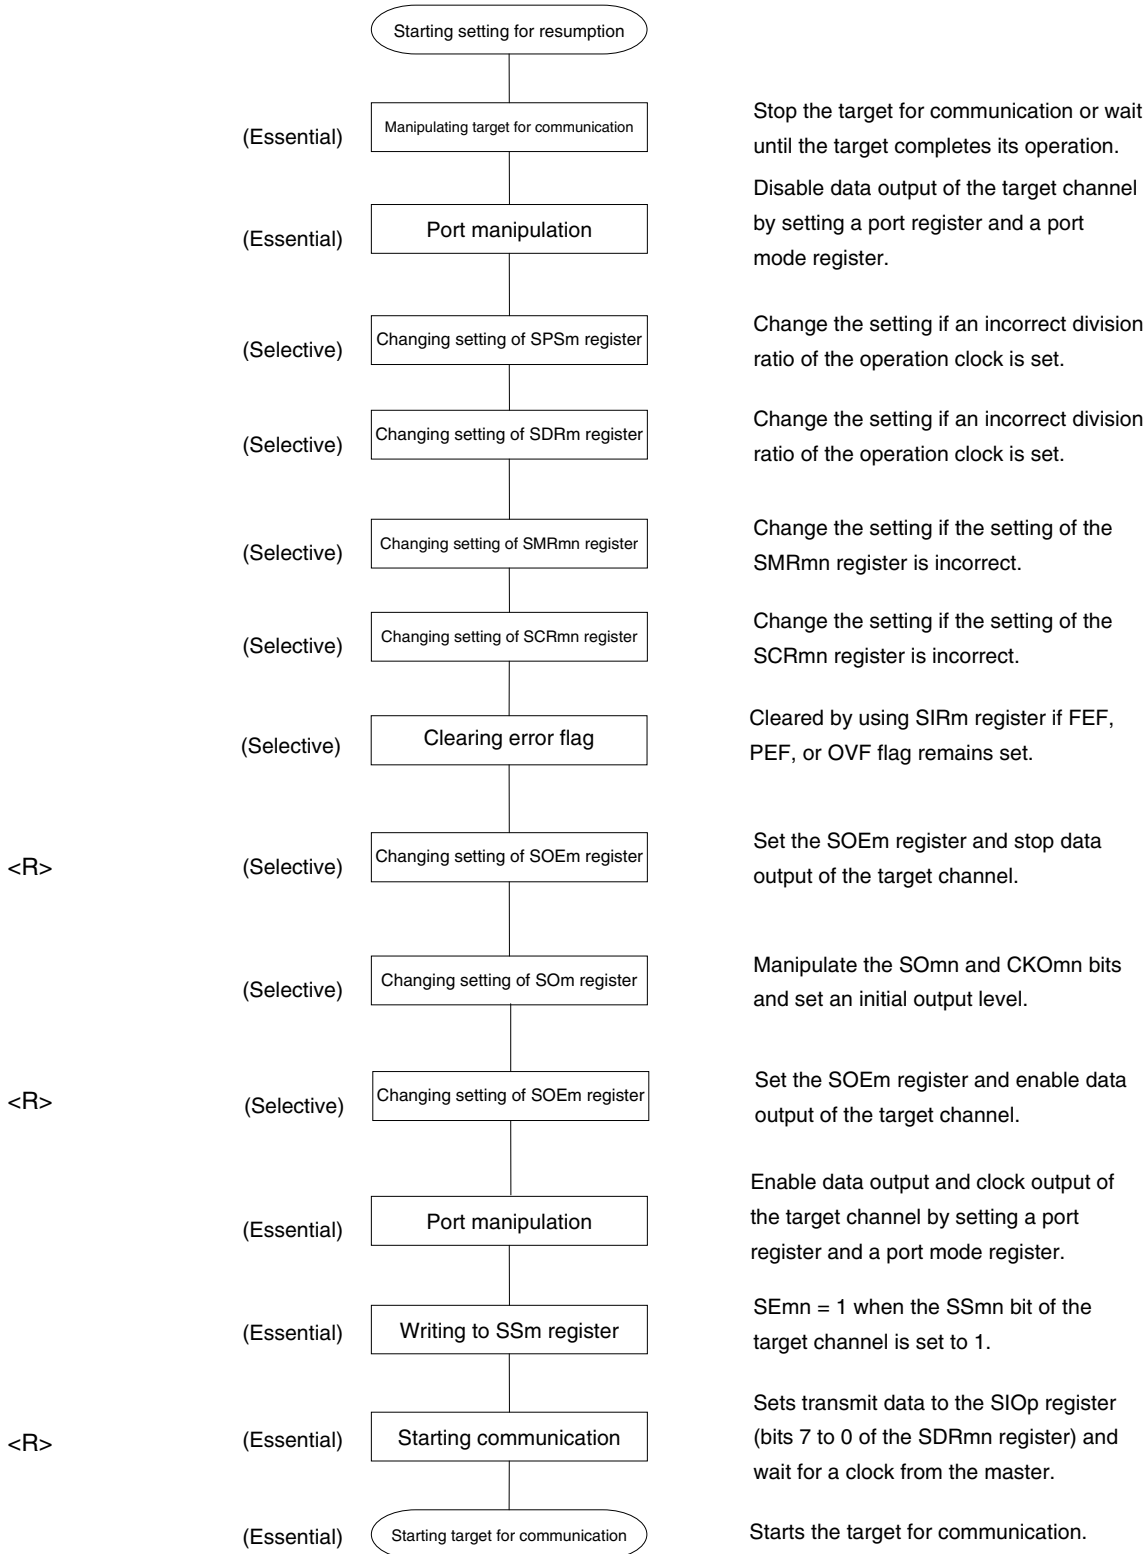 Starting setting for resumption
(Essential)
Manipulating target for communication
Stop the target for communication or wait
until the target completes its operation.
(Essential)
Port manipulation
Disable data output of the target channel
by setting a port register and a port
mode register.
(Selective)
Changing setting of SPSm register
Change the setting if an incorrect division
ratio of the operation clock is set.
(Selective)
Changing setting of SDRm register
Change the setting if an incorrect division
ratio of the operation clock is set.
(Selective)
Changing setting of SMRmn register
Change the setting if the setting of the
SMRmn register is incorrect.
(Selective)
Changing setting of SCRmn register
Change the setting if the setting of the
SCRmn register is incorrect.
(Selective)
Clearing error flag
Cleared by using SIRm register if FEF,
PEF, or OVF flag remains set.
<R>
(Selective)
Changing setting of SOEm register
Set the SOEm register and stop data
output of the target channel.
(Selective)
Changing setting of SOm register
Manipulate the SOmn and CKOmn bits
and set an initial output level.
<R>
(Selective)
Changing setting of SOEm register
Set the SOEm register and enable data
output of the target channel.
(Essential)
Port manipulation
Enable data output and clock output of
the target channel by setting a port
register and a port mode register.
(Essential)
Writing to SSm register
SEmn = 1 when the SSmn bit of the
target channel is set to 1.
<R>
(Essential)
Starting communication
Sets transmit data to the SIOp register
(bits 7 to 0 of the SDRmn register) and
wait for a clock from the master.
(Essential)
Starting target for communication
Starts the target for communication.